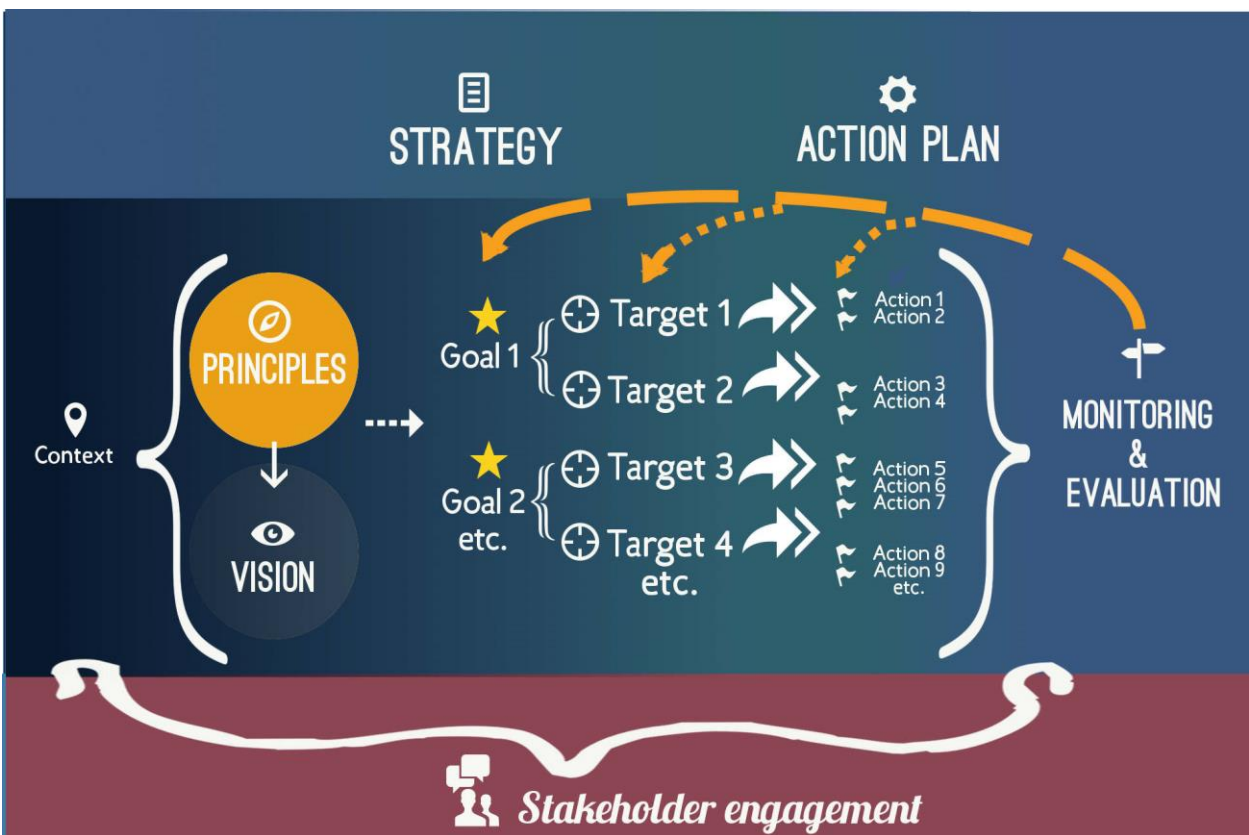 STRATEGY
ACTION PLAN
Context
PRINCIPLES
VISION
Goal 1
Target 1
Action 1
Action 2
Target 2
Action 3
Action 4
Goal 2
etc.
Target 3
Action 5
Action 6
Action 7
Target 4
etc.
Action 8
Action 9
etc.
MONITORING
&
EVALUATION
Stakeholder engagement